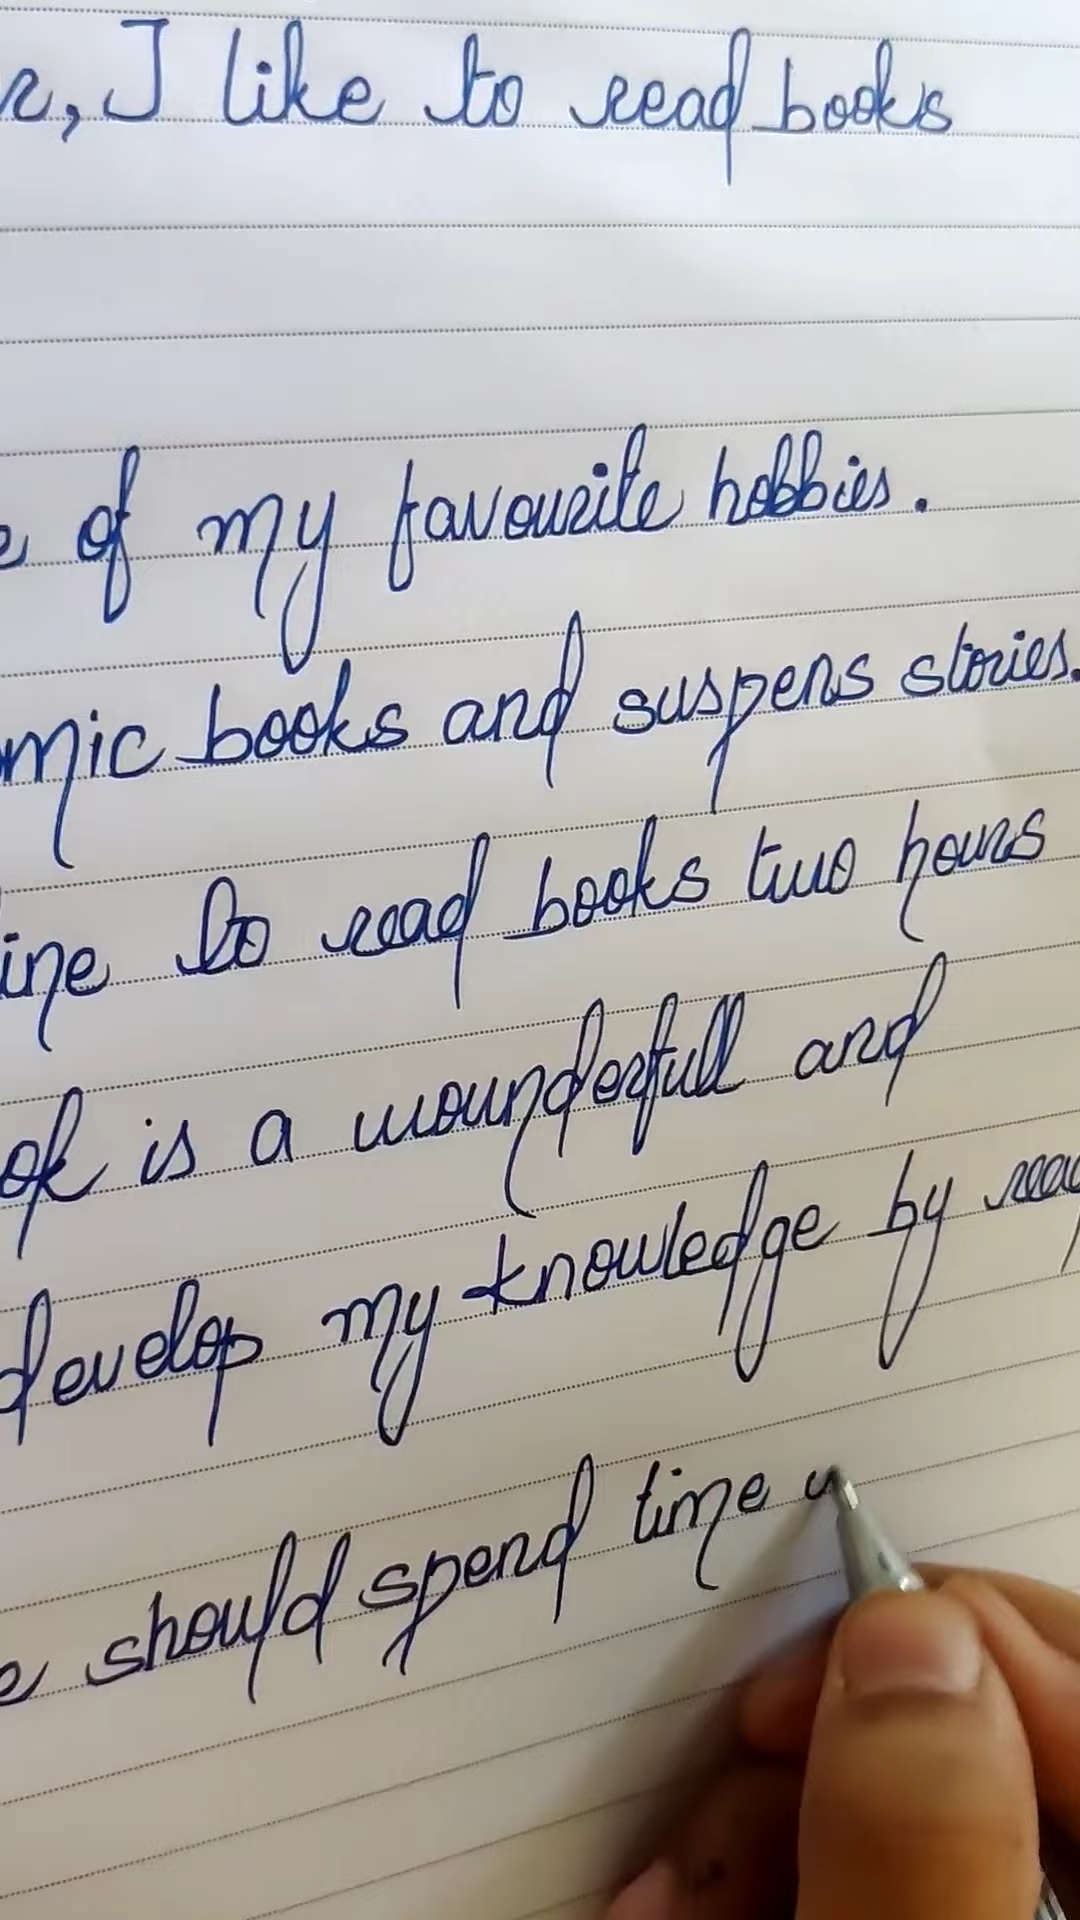 , I like to read books
of my favourite hobbies.
mic books and suspens stories.
ine to read books two hours
ok is a wounderfull and
develop my knowledge by
should spend time